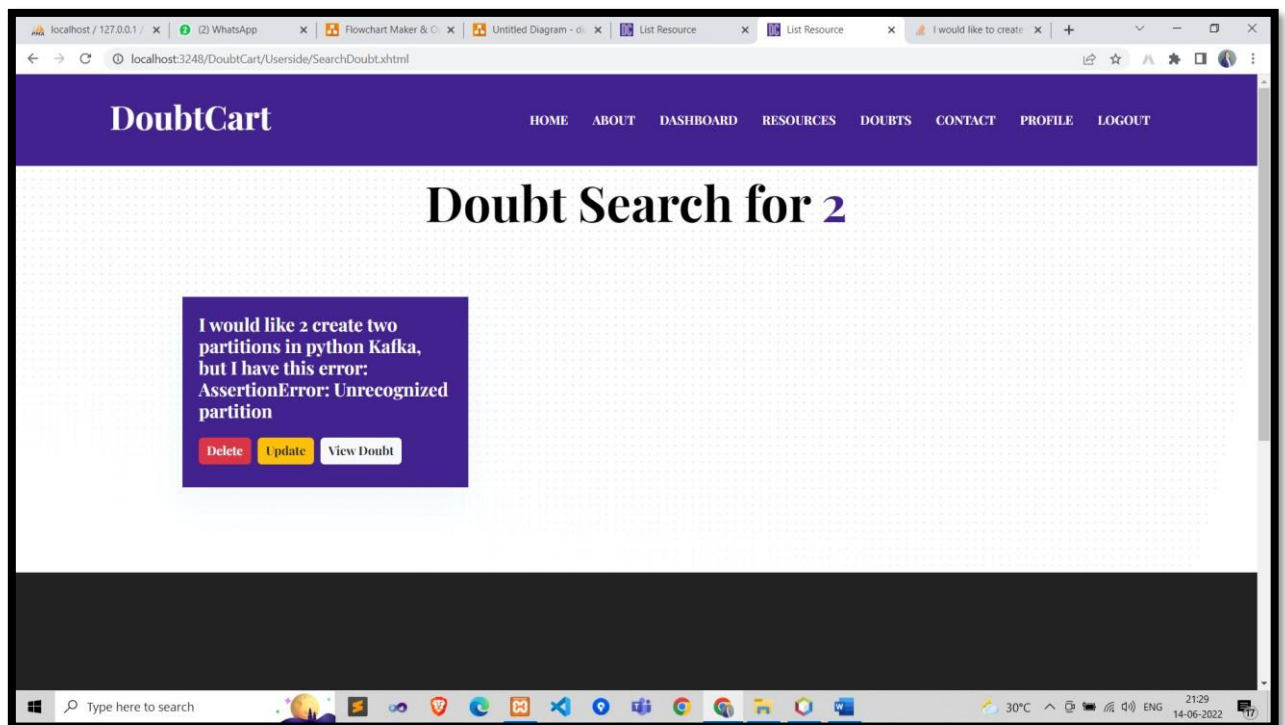 localhost / 127.0.0.1 /
(2) WhatsApp
Flowchart Maker & O
Untitled Diagram - d
List Resource
List Resource
I would like to create
localhost:3248/DoubtCart/Userside/SearchDoubt.xhtml
DoubtCart
HOME ABOUT DASHBOARD RESOURCES DOUBTS CONTACT PROFILE LOGOUT
Doubt Search for 2
I would like 2 create two
partitions in python Kafka,
but I have this error:
AssertionError: Unrecognized
partition
Delete Update View Doubt
Type here to search
30°C
ENG
21:29
14-06-2022
17